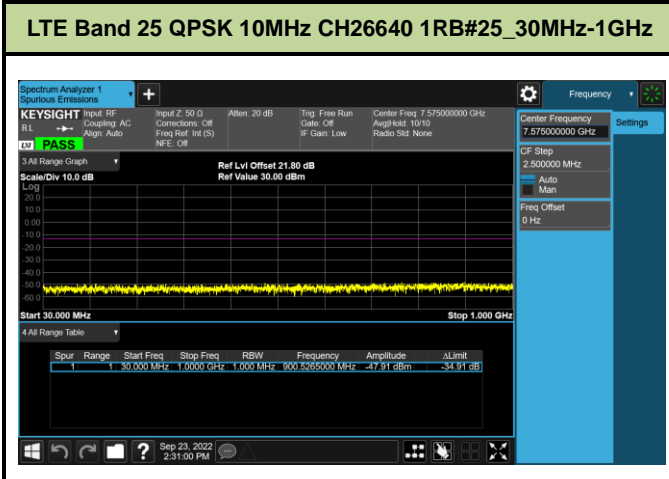 LTE Band 25 QPSK 10MHz CH26640 1RB#25_30MHz-1GHz
Spectrum Analyzer 1
Spurious Emissions
Frequency
KEYSIGHT
RL
LXI
PASS
Input: RF
Coupling: AC
Align: Auto
Input Z: 50 Ω
Corrections: Off
Freq Ref: Int (S)
NFE: Off
Atten: 20 dB
Trig: Free Run
Gate: Off
IF Gain: Low
Center Freq: 7.575000000 GHz
Avg|Hold: 10/10
Radio Std: None
Center Frequency
7.575000000 GHz
Settings
CF Step
2.500000 MHz
Auto
Man
Freq Offset
0 Hz
3 All Range Graph
Scale/Div 10.0 dB
Ref Lvl Offset 21.80 dB
Ref Value 30.00 dBm
Log
20.0
10.0
0.00
-10.0
-20.0
-30.0
-40.0
-50.0
-60.0
Start 30.000 MHz Stop 1.000 GHz
4 All Range Table
Spur Range Start Freq Stop Freq RBW Frequency Amplitude ΔLimit
1 1 30.000 MHz 1.0000 GHz 1.000 MHz 900.5265000 MHz -47.91 dBm -34.91 dB
?
Sep 23, 2022
2:31:00 PM